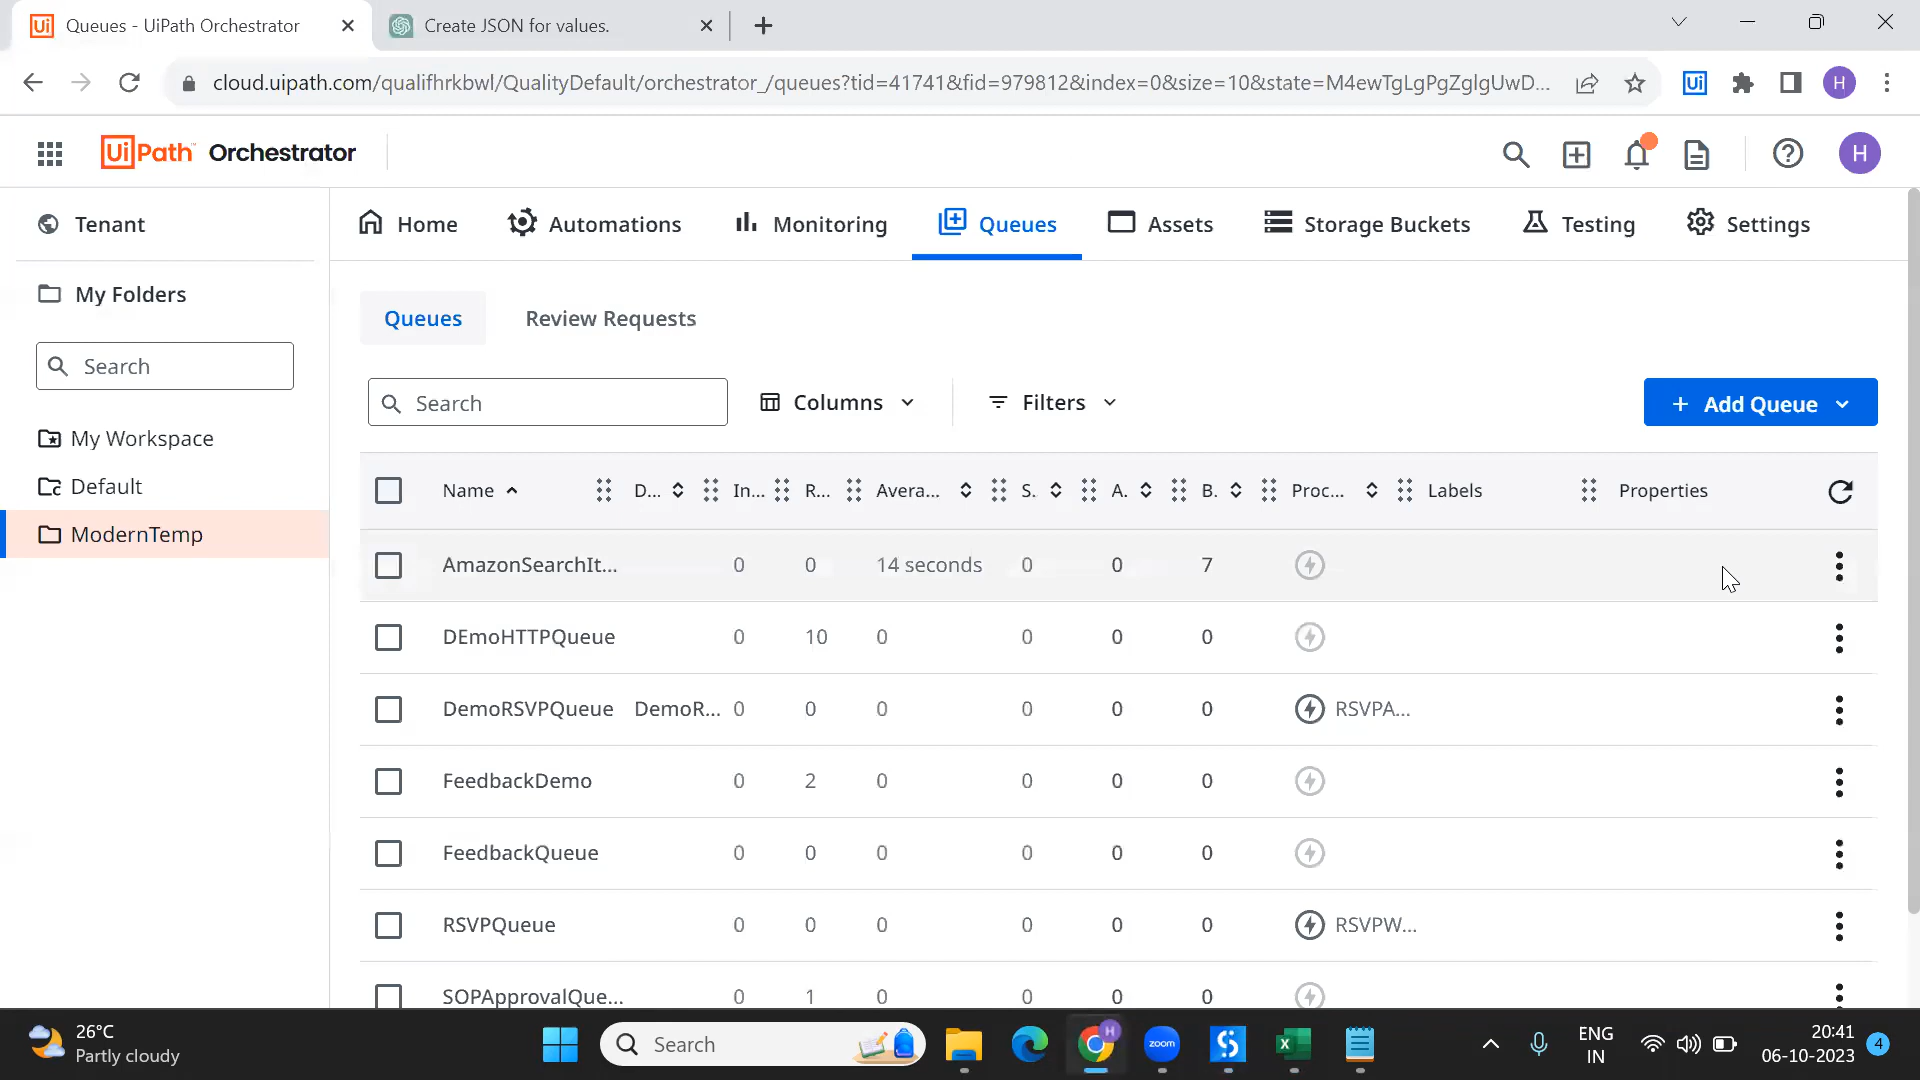 Queues - UiPath Orchestrator
Create JSON for values.
cloud.uipath.com/qualifhrkbwl/QualityDefault/orchestrator_/queues?tid=41741&fid=979812&index=0&size=10&state=M4ewTgLgPgZglgUwD...
H
UiPath Orchestrator
H
Tenant
My Folders
Search
My Workspace
Default
ModernTemp
Home
Automations
Monitoring
Queues
Assets
Storage Buckets
Testing
Settings
Queues
Review Requests
Search
Columns
Filters
+ Add Queue
Name D... In... R... Avera... S. A. B. Proc... Labels Properties
AmazonSearchIt... 0 0 14 seconds 0 0 7
DEmoHTTPQueue 0 10 0 0 0 0
DemoRSVPQueue DemoR... 0 0 0 0 0 0 RSVPA...
FeedbackDemo 0 2 0 0 0 0
FeedbackQueue 0 0 0 0 0 0
RSVPQueue 0 0 0 0 0 0 RSVPW...
SOPApprovalQue... 0 1 0 0 0 0
26°C
Partly cloudy
Search
H
zoom
ENG
IN
20:41
06-10-2023
4